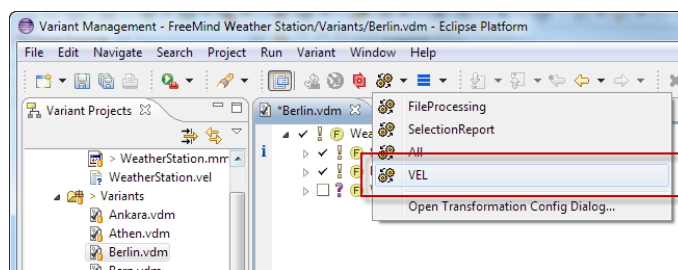 Variant Management - FreeMind Weather Station/Variants/Berlin.vdm - Eclipse Platform
File Edit Navigate Search Project Run Variant Window Help
Variant Projects
*Berlin.vdm
FileProcessing
SelectionReport
All
VEL
Open Transformation Config Dialog...
> WeatherStation.mm
WeatherStation.vel
> Variants
Ankara.vdm
Athen.vdm
Berlin.vdm